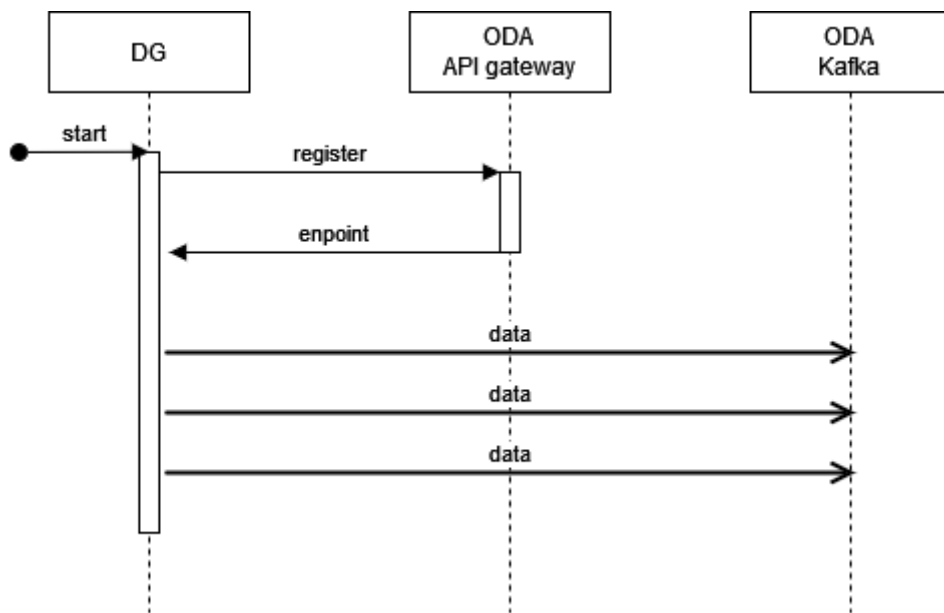 DG
ODA
API gateway
ODA
Kafka
start
register
enpoint
data
data
data